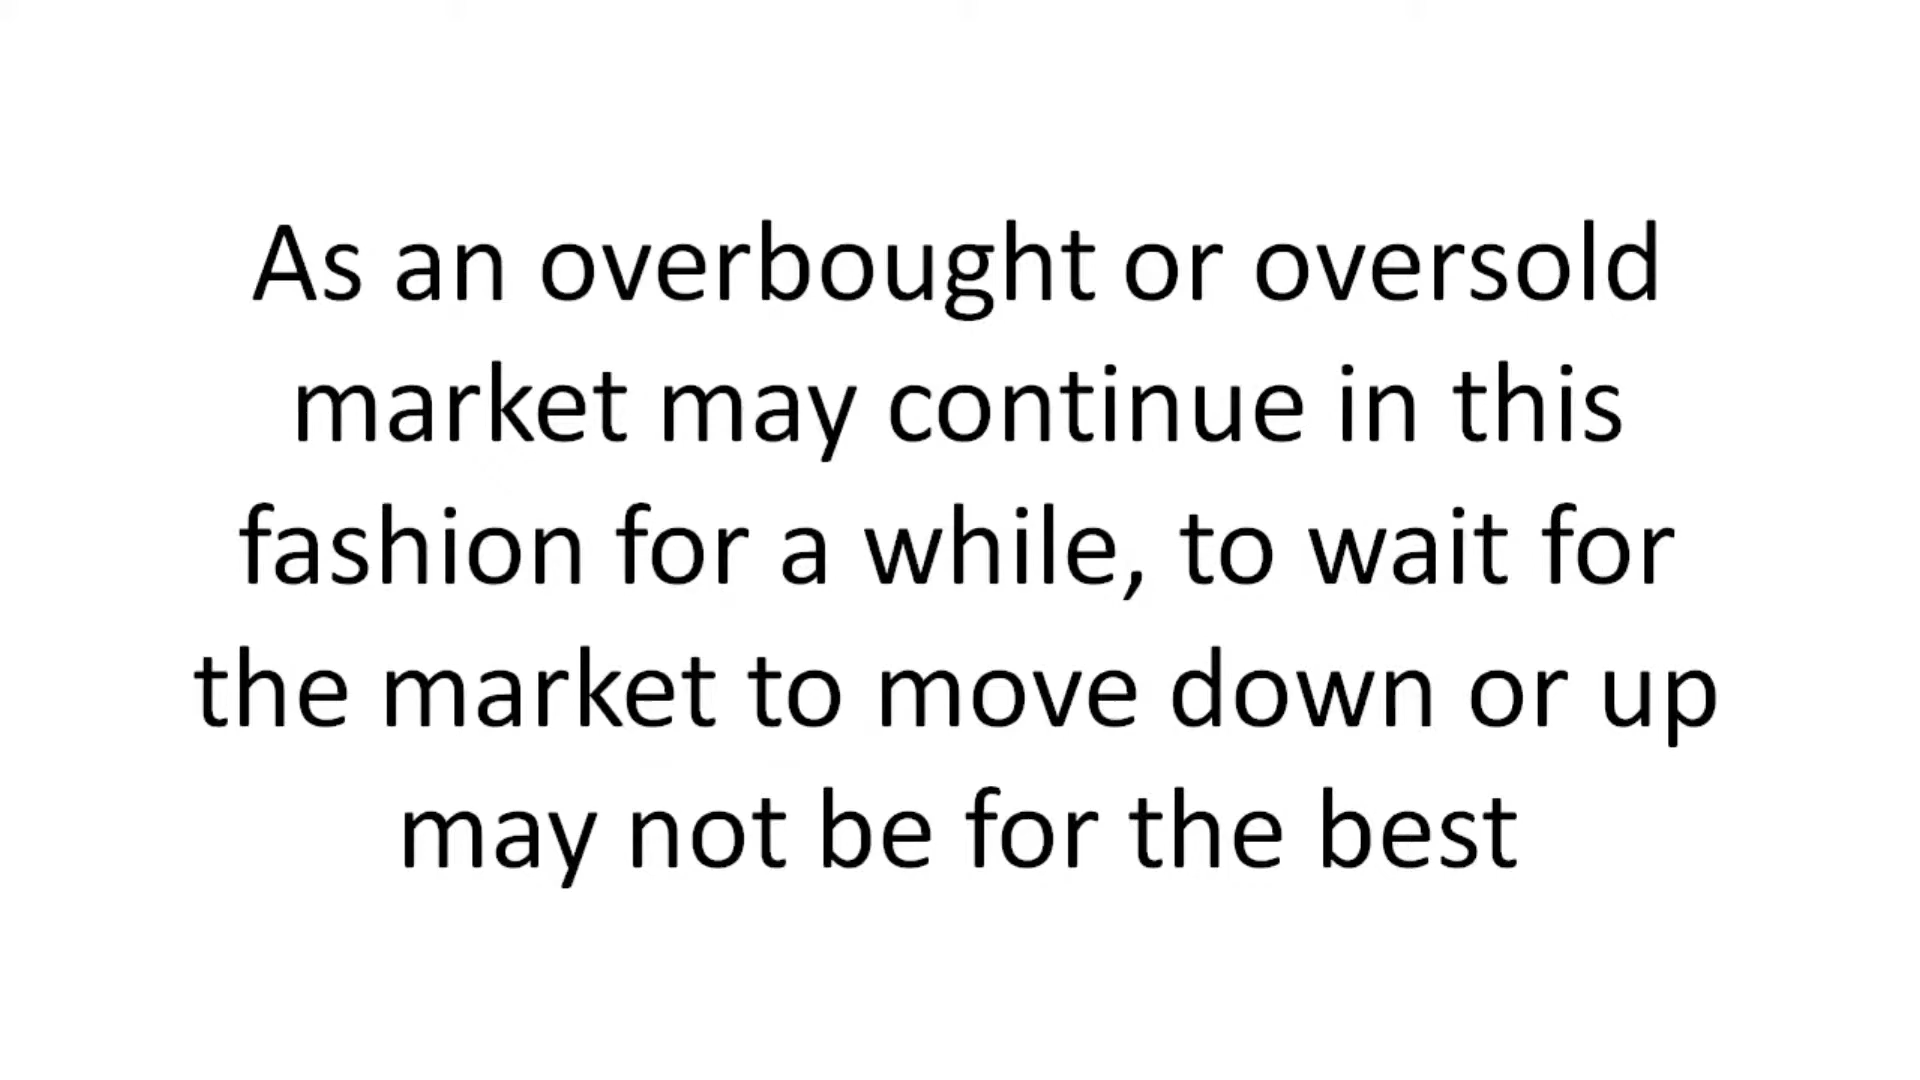 As an overbought or oversold
market may continue in this
fashion for a while, to wait for
the market to move down or up
may not be for the best